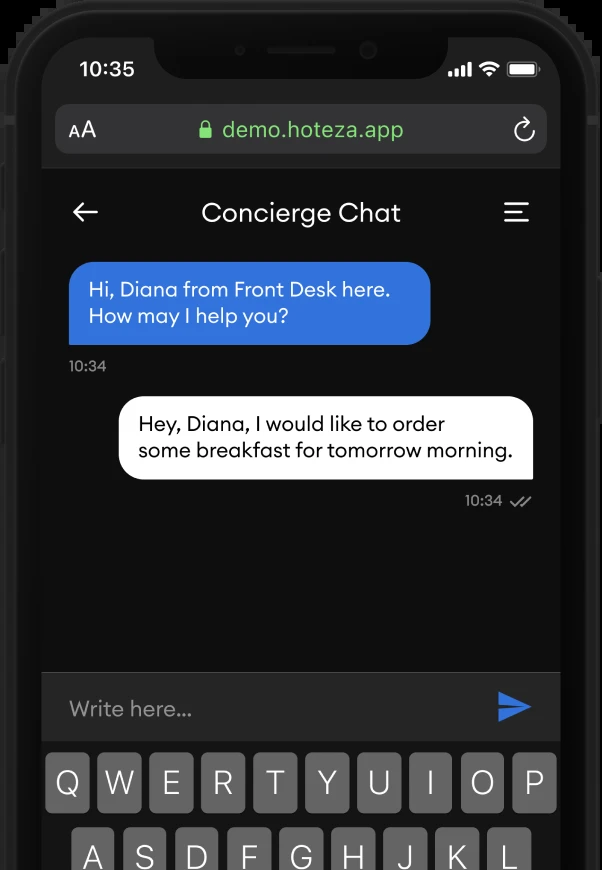 10:35
AA demo.hoteza.app
Concierge Chat
Hi, Diana from Front Desk here.
How may I help you?
10:34
Hey, Diana, I would like to order
some breakfast for tomorrow morning.
10:34
Write here...
Q W E R T Y U I O P
A S D F G H J K L